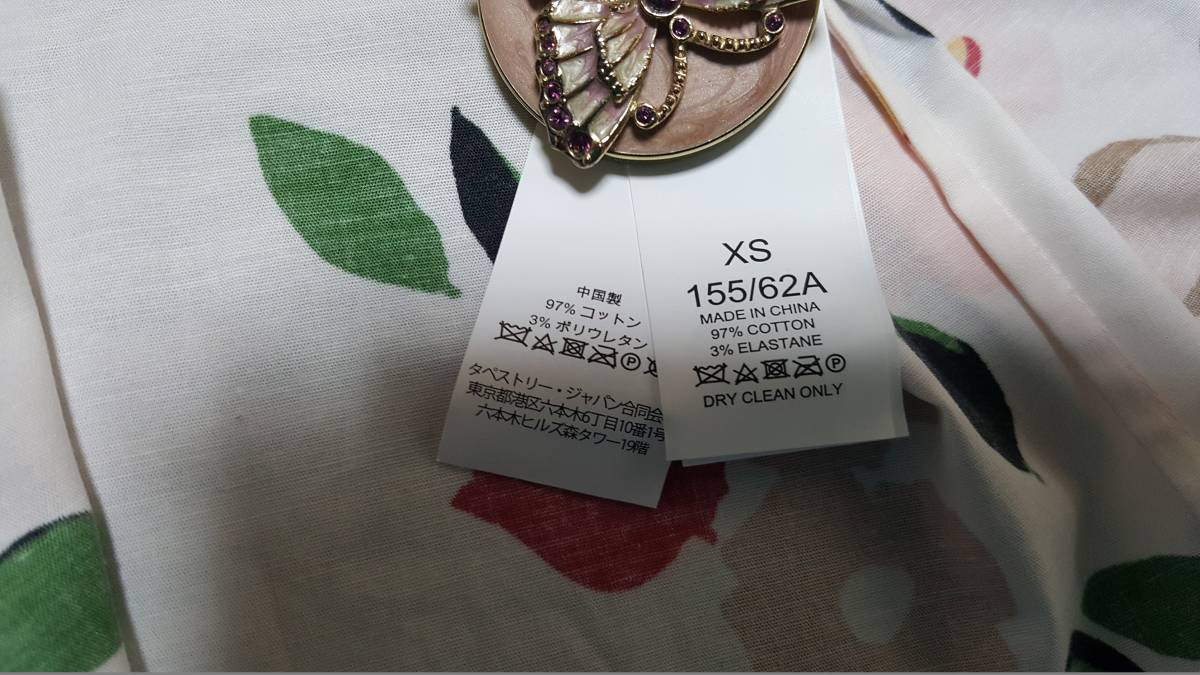 中国製
97% コットン
3% ポリウレタン
P
タペストリー・ジャパン合同会
東京都港区六本木6丁目10番1号
六本木ヒルズ森タワー19階
XS
155/62A
MADE IN CHINA
97% COTTON
3% ELASTANE
P
DRY CLEAN ONLY